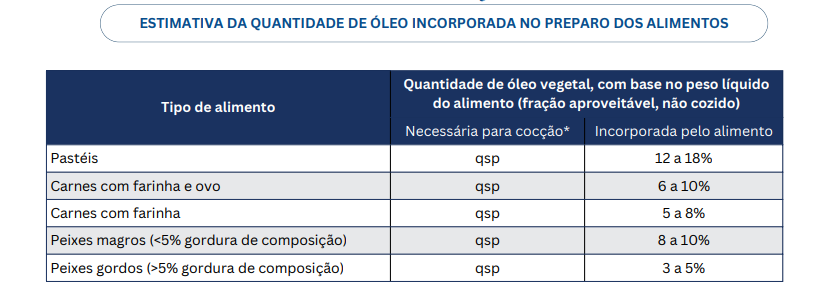 ESTIMATIVA DA QUANTIDADE DE ÓLEO INCORPORADA NO PREPARO DOS ALIMENTOS
Tipo de alimento
Quantidade de óleo vegetal, com base no peso líquido
do alimento (fração aproveitável, não cozido)
Necessária para cocção* Incorporada pelo alimento
Pastéis qsp 12 a 18%
Carnes com farinha e ovo qsp 6 a 10%
Carnes com farinha qsp 5 a 8%
Peixes magros (<5% gordura de composição) qsp 8 a 10%
Peixes gordos (>5% gordura de composição) qsp 3 a 5%